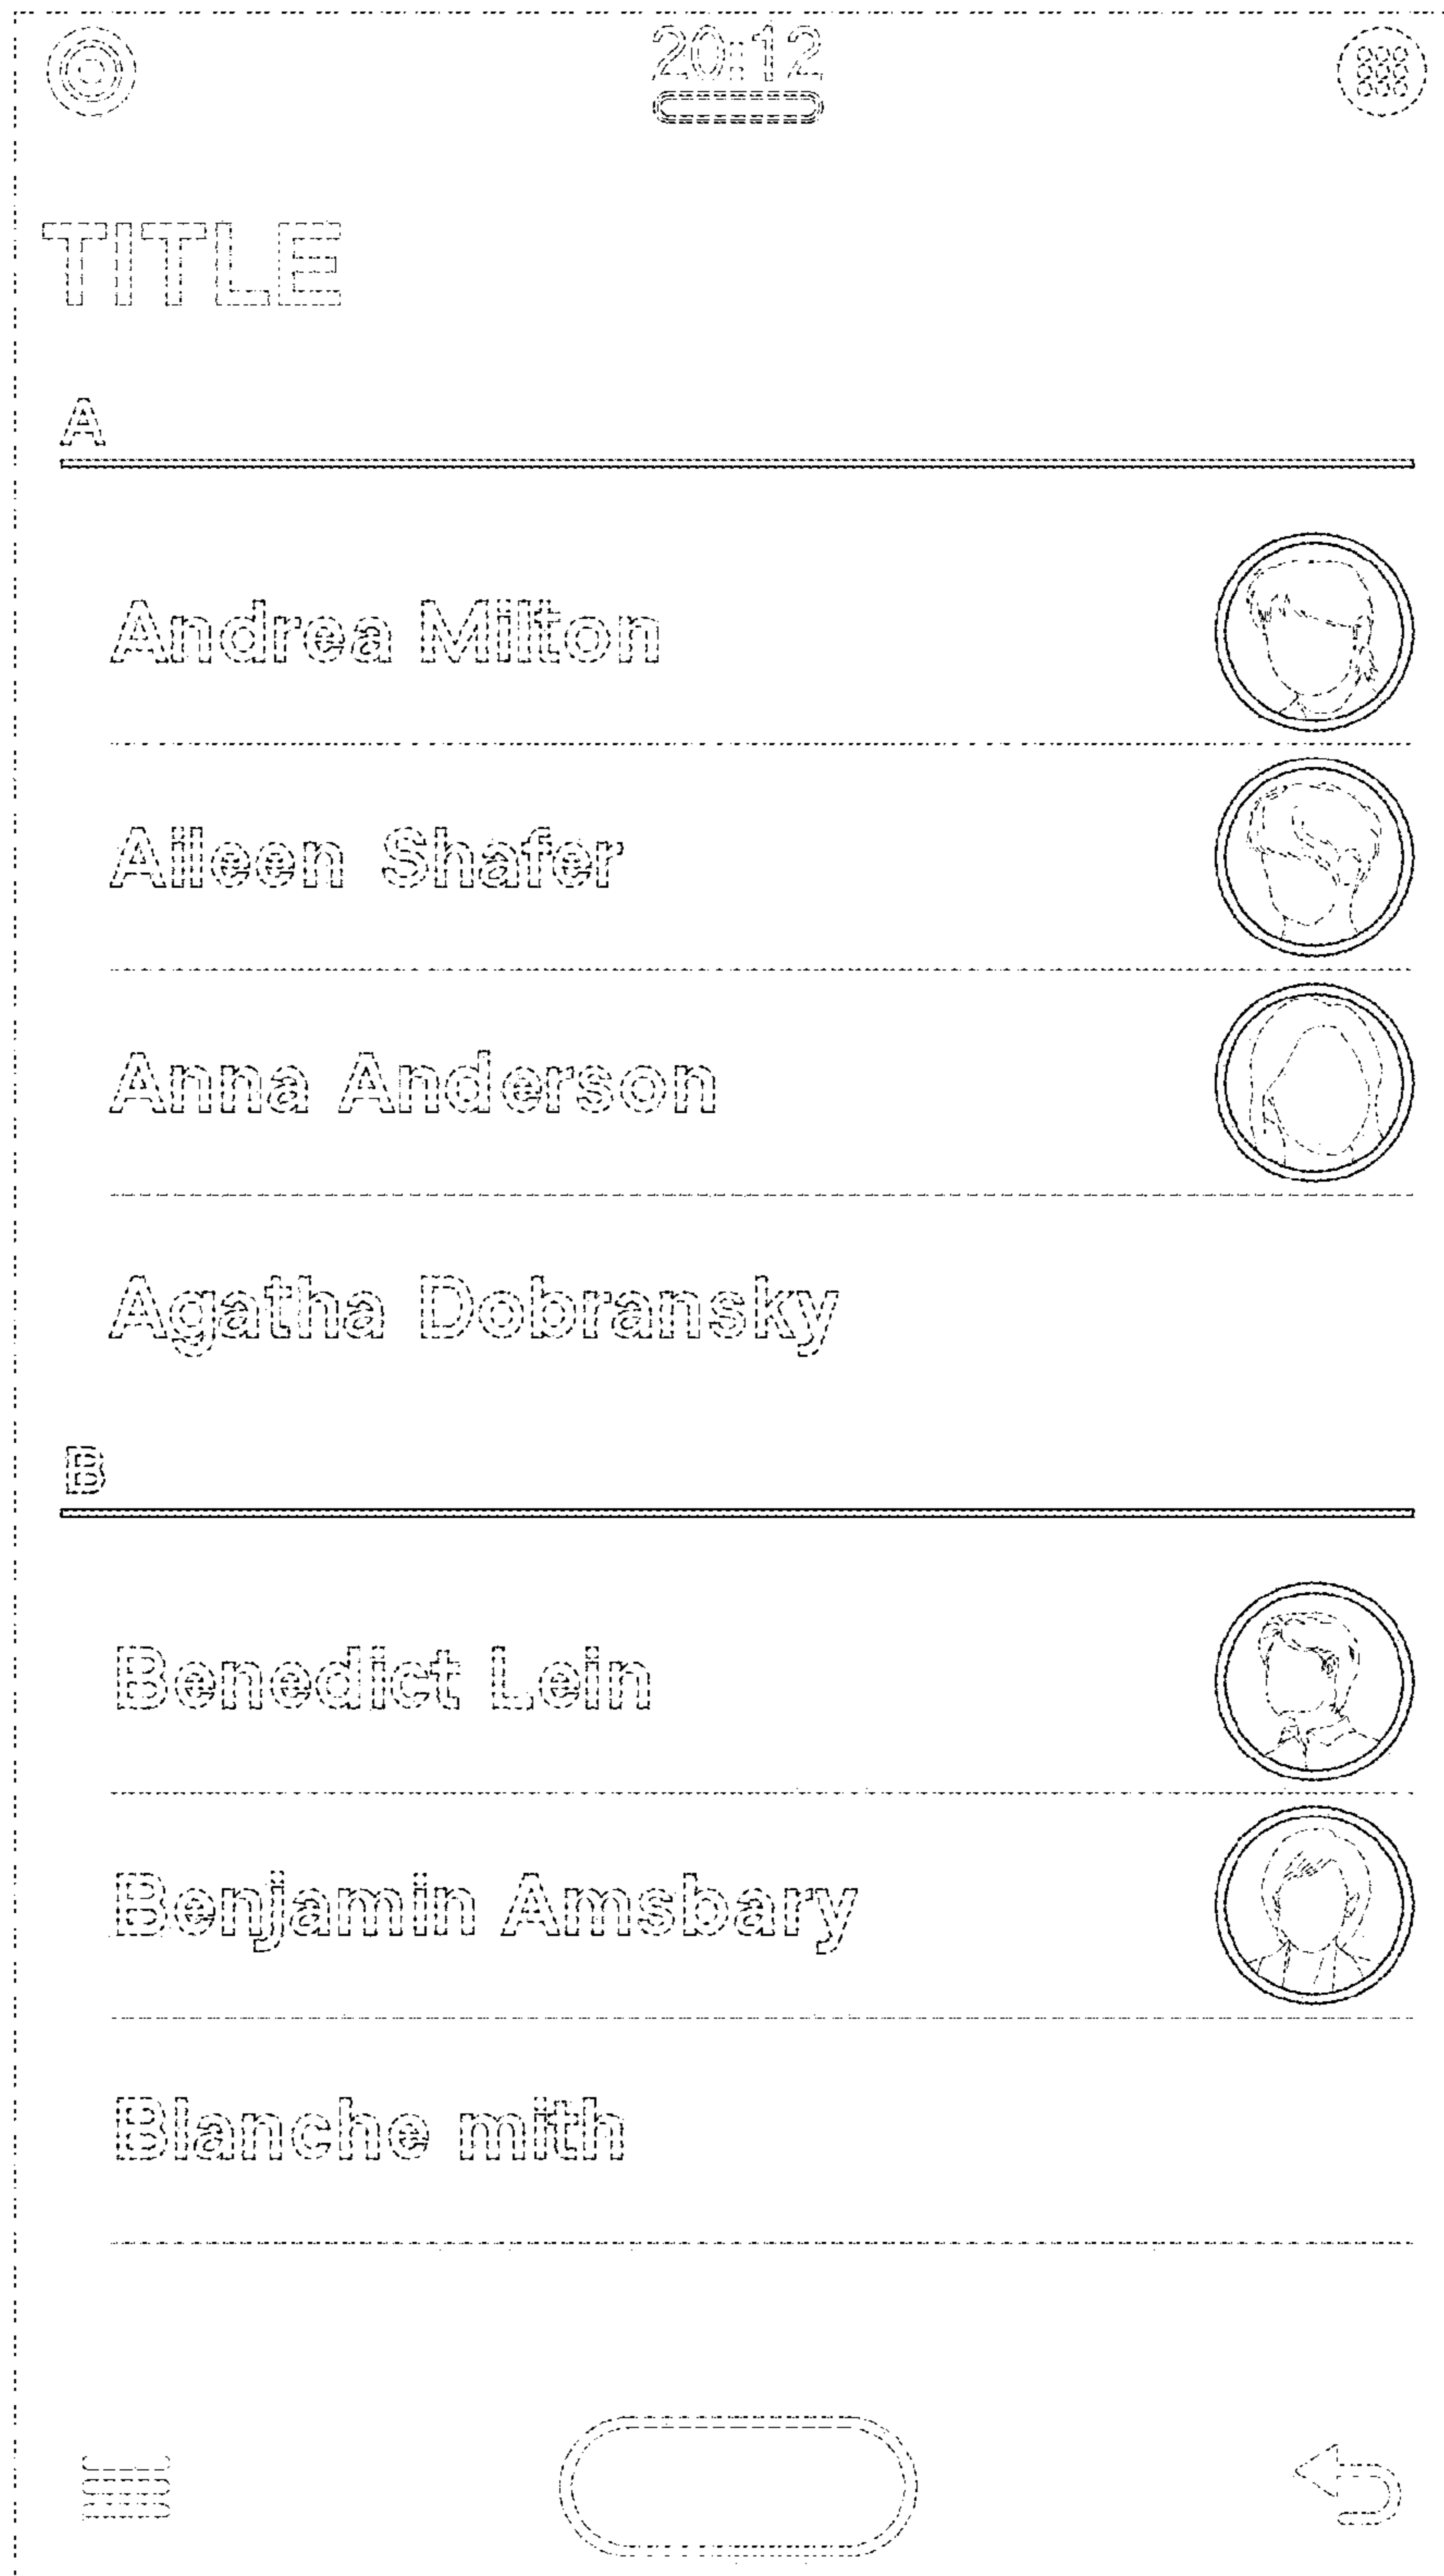 20:12
TITLE
A
Andrea Milton
Aileen Shafer
Anna Anderson
Agatha Dobransky
B
Benedict Lein
Benjamin Amsbary
Blanche mith